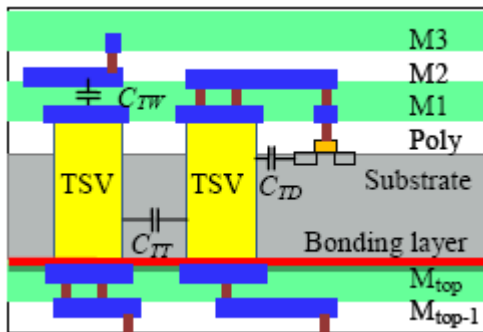 M3
M2
C_TW
M1
Poly
TSV
TSV
C_TD
Substrate
C_TT
Bonding layer
M_top
M_top-1